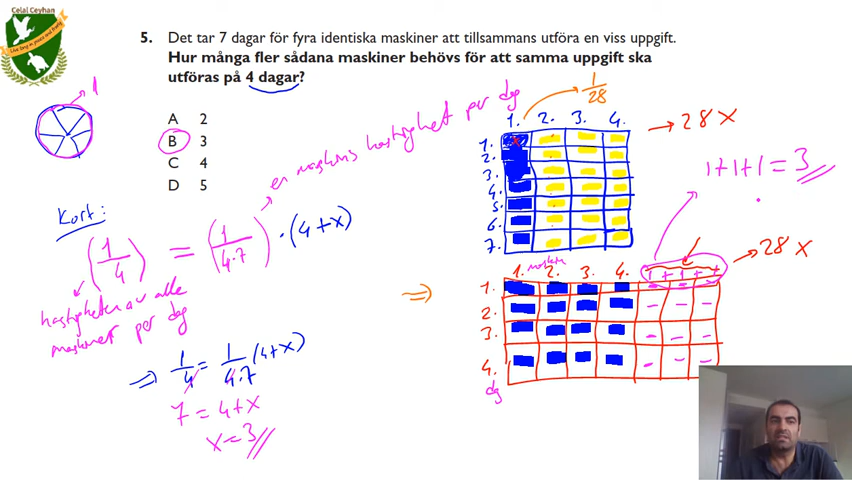 Celal Ceyhan
5. Det tar 7 dagar för fyra identiska maskiner att tillsammans utföra en viss uppgift.
Hur många fler sådana maskiner behövs för att samma uppgift ska
utföras på 4 dagar?
A 2
B 3
C 4
D 5
1
en maskins hastighet per dag
Kort:
(1/4) = (1/4·7) · (4+x)
hastigheten av alla
maskiner per dag
⇒ 1/4 = 1/4·7 (4+x)
7 = 4+x
x=3
1/28
1. 2. 3. 4.
1.
2.
3.
4.
5.
6.
7.
→ 28 x
1+1+1=3
⇒
maskin
1. 2. 3. 4. 1+1+1
1.
2.
3.
4.
dg
→ 28 x